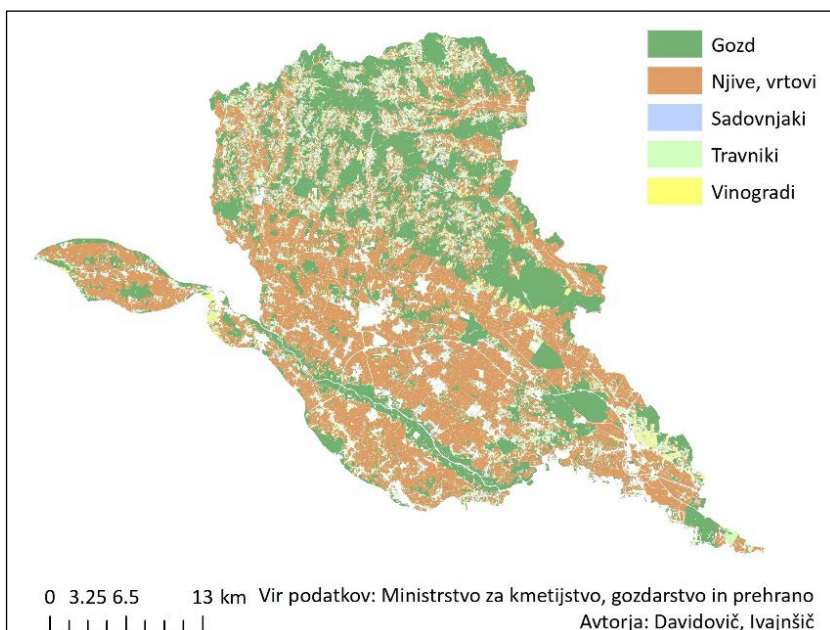 Gozd
Njive, vrtovi
Sadovnjaki
Travniki
Vinogradi
0 3.25 6.5 13 km
Vir podatkov: Ministrstvo za kmetijstvo, gozdarstvo in prehrano
Avtorja: Davidovič, Ivajnšič